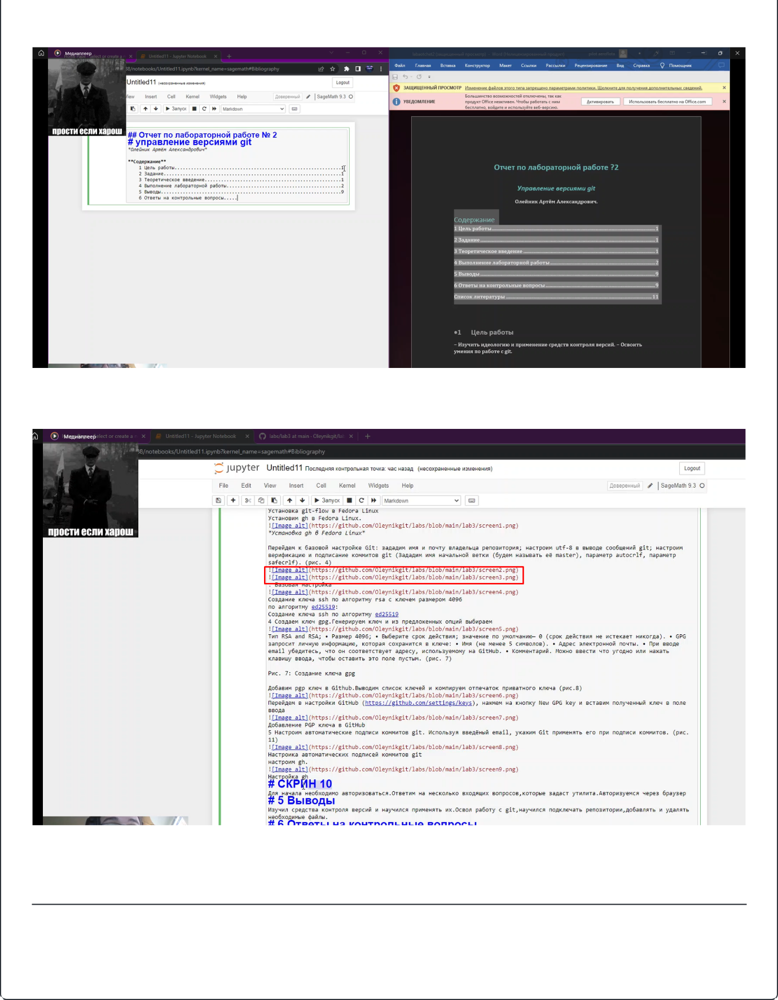 Медиаплеер
Untitled11 - Jupyter Notebook
38/notebooks/Untitled11.ipynb?kernel_name=sagemath#Bibliography
прости если харош
Untitled11 (несохраненные изменения)
Logout
View Insert Cell Kernel Widgets Help
Доверенный
SageMath 9.3
Запуск
Markdown
## Отчет по лабораторной работе № 2
# управление версиями git
*Олейник Артём Александрович*
**Содержание**
1 Цель работы..........................................................1
2 Задание..............................................................1
3 Теоретическое введение...............................................1
4 Выполнение лабораторной работы.......................................2
5 Выводы...............................................................9
6 Ответы на контрольные вопросы.....
Файл Главная Вставка Конструктор Макет Ссылки Рассылки Рецензирование Вид Справка Помощник
ЗАЩИЩЕННЫЙ ПРОСМОТР Изменение файлов этого типа запрещено параметрами политики. Щелкните для получения дополнительных сведений.
УВЕДОМЛЕНИЕ
Большинство возможностей отключены, так как
продукт Office неактивен. Чтобы работать с ним
бесплатно, войдите и используйте веб-версию.
Активировать
Использовать бесплатно на Office.com
Отчет по лабораторной работе ?2
Управление версиями git
Олейник Артём Александрович.
Содержание
1 Цель работы.....1
2 Задание.....1
3 Теоретическое введение.....1
4 Выполнение лабораторной работы.....2
5 Выводы.....9
6 Ответы на контрольные вопросы.....9
Список литературы.....11
•1 Цель работы
– Изучить идеологию и применение средств контроля версий. – Освоить
умения по работе с git.
Медиаплеер
Untitled11 - Jupyter Notebook
labs/lab3 at main · Oleynikgit/la
38/notebooks/Untitled11.ipynb?kernel_name=sagemath#Bibliography
прости если харош
jupyter Untitled11 Последняя контрольная точка: час назад (несохраненные изменения)
Logout
File Edit View Insert Cell Kernel Widgets Help
Доверенный
SageMath 9.3
Запуск
Markdown
Установка git-flow в Fedora Linux
Установим gh в Fedora Linux.
![Image alt](https://github.com/Oleynikgit/labs/blob/main/lab3/screen1.png)
*Установка gh в Fedora Linux*
Перейдем к базовой настройке Git: зададим имя и почту владельца репозитория; настроим utf-8 в выводе сообщений git; настроим
верификацию и подписание коммитов git (Зададим имя начальной ветки (будем называть её master), параметр autocrlf, параметр
safecrlf). (рис. 4)
![Image alt](https://github.com/Oleynikgit/labs/blob/main/lab3/screen2.png)
![Image alt](https://github.com/Oleynikgit/labs/blob/main/lab3/screen3.png)
: Базовая настройка
![Image alt](https://github.com/Oleynikgit/labs/blob/main/lab3/screen4.png)
Создание ключа ssh по алгоритму rsa с ключем размером 4096
по алгоритму ed25519:
Создание ключа ssh по алгоритму ed25519
4 Создаем ключ gpg.Генерируем ключ и из предложенных опций выбираем
![Image alt](https://github.com/Oleynikgit/labs/blob/main/lab3/screen5.png)
Тип RSA and RSA; • Размер 4096; • Выберите срок действия; значение по умолчанию— 0 (срок действия не истекает никогда). • GPG
запросит личную информацию, которая сохранится в ключе: • Имя (не менее 5 символов). • Адрес электронной почты. • При вводе
email убедитесь, что он соответствует адресу, используемому на GitHub. • Комментарий. Можно ввести что угодно или нажать
клавишу ввода, чтобы оставить это поле пустым. (рис. 7)
Рис. 7: Создание ключа gpg
Добавим pgp ключ в Github.Выводим список ключей и компируем отпечаток приватного ключа (рис.8)
![Image alt](https://github.com/Oleynikgit/labs/blob/main/lab3/screen6.png)
Перейдем в настройки GitHub (https://github.com/settings/keys), нажмем на кнопку New GPG key и вставим полученный ключ в поле
ввода
![Image alt](https://github.com/Oleynikgit/labs/blob/main/lab3/screen7.png)
Добавление PGP ключа в GitHub
5 Настроим автоматические подписи коммитов git. Используя введёный email, укажим Git применять его при подписи коммитов. (рис.
11)
![Image alt](https://github.com/Oleynikgit/labs/blob/main/lab3/screen8.png)
Настроика автоматических подписей коммитов git
настроим gh.
![Image alt](https://github.com/Oleynikgit/labs/blob/main/lab3/screen9.png)
Настройка gh
# СКРИН 10
Для начала необходимо авторизоваться.Ответим на несколько входящих вопросов,которые задаст утилита.Авторизуемся через браузер
# 5 Выводы
Изучил средства контроля версий и научился применять их.Освол работу с git,научился подключать репозитории,добавлять и удалять
необходимые файлы.
# 6 Ответы на контрольные вопросы